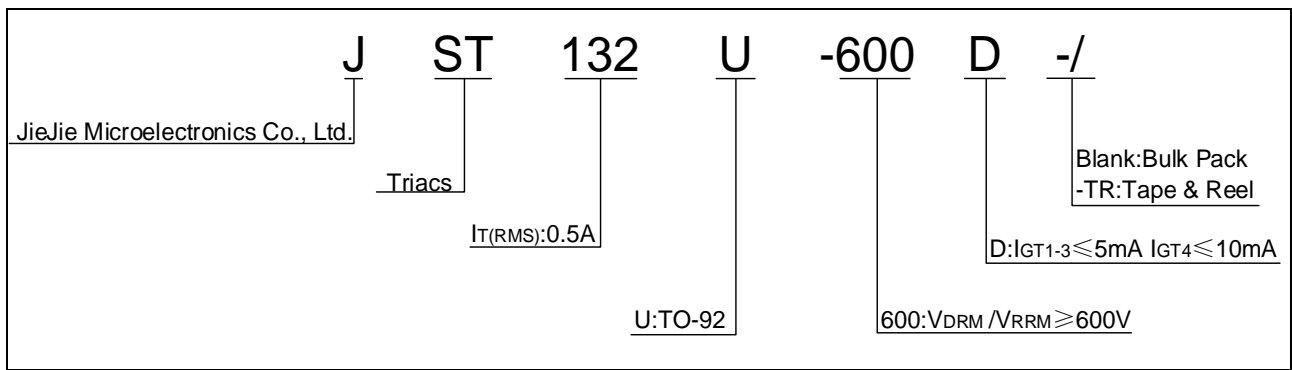 J ST 132 U -600 D -/
JieJie Microelectronics Co., Ltd.
Blank:Bulk Pack
Triacs
-TR:Tape & Reel
IT(RMS):0.5A
D:IGT1-3≤5mA IGT4≤10mA
U:TO-92
600:VDRM /VRRM≥600V